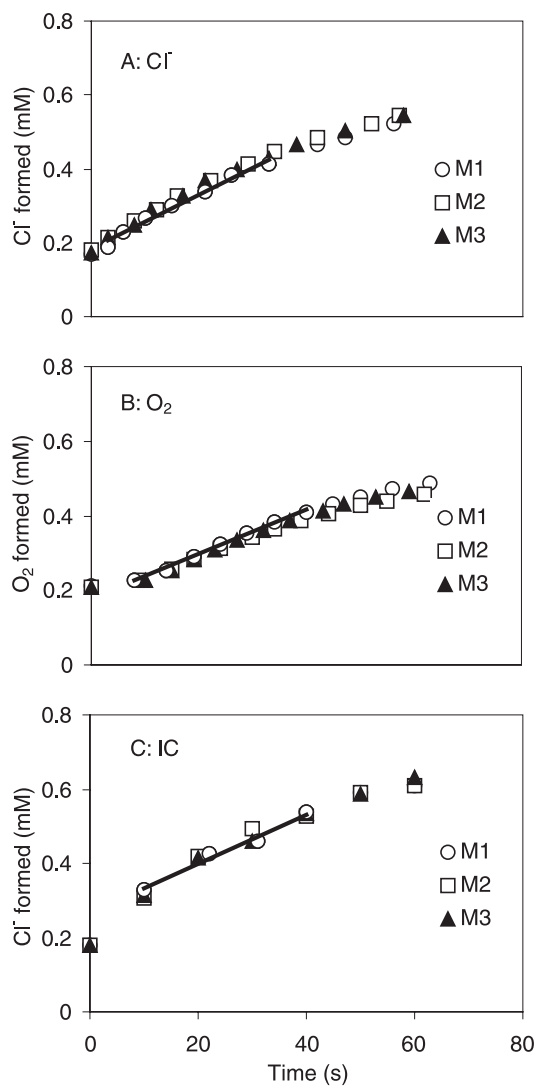 0.8
A: Cl⁻
0.6
Cl⁻ formed (mM)
0.4
M1
M2
0.2
M3
0
0.8
B: O₂
0.6
O₂ formed (mM)
0.4
M1
M2
0.2
M3
0
0.8
C: IC
0.6
Cl⁻ formed (mM)
0.4
M1
M2
0.2
M3
0
0 20 40 60 80
Time (s)